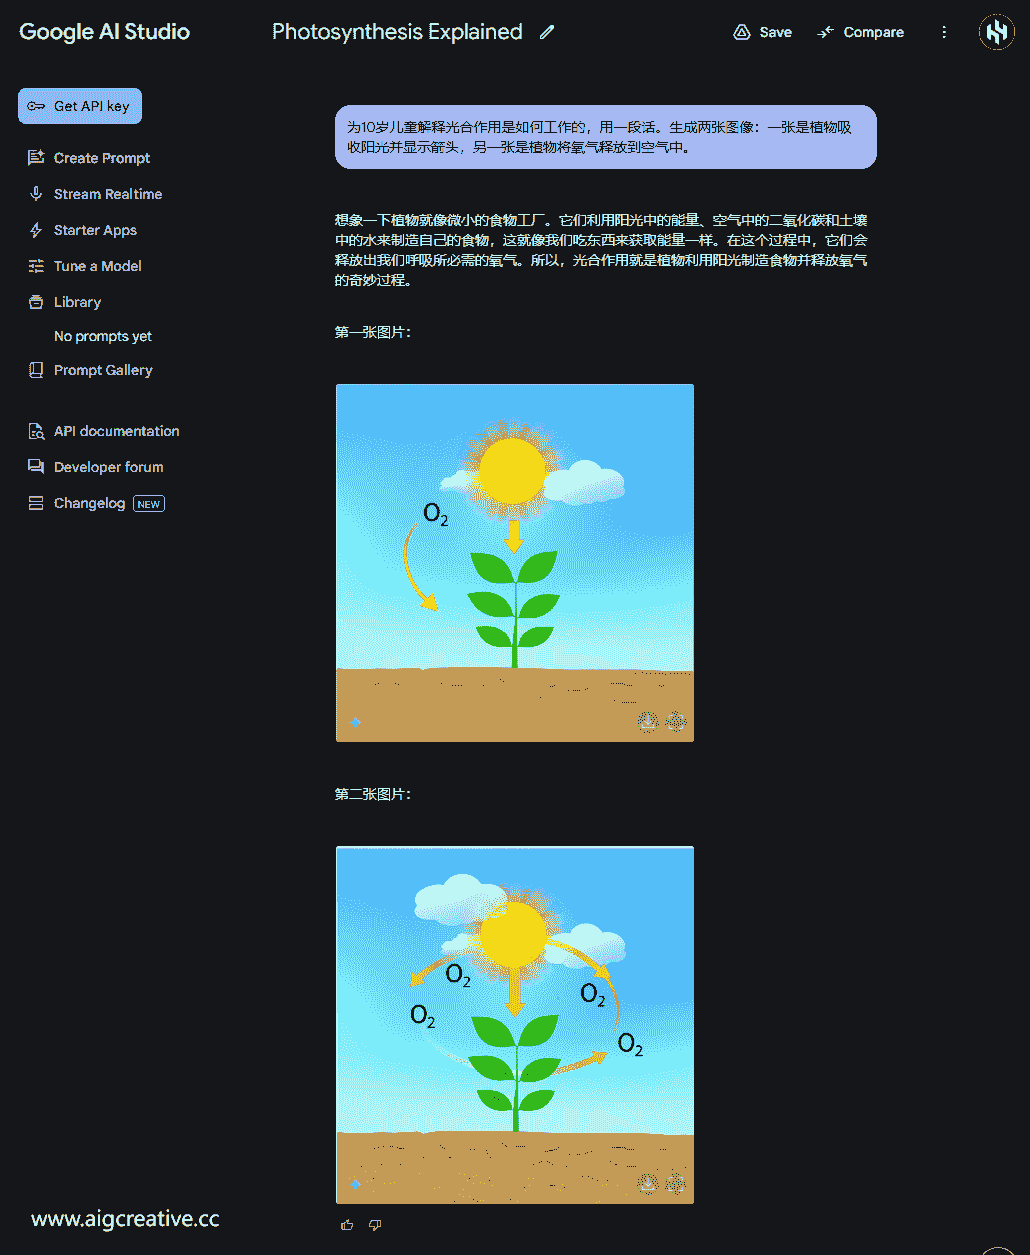 Google AI Studio
Photosynthesis Explained
Save
Compare
Get API key
Create Prompt
Stream Realtime
Starter Apps
Tune a Model
Library
No prompts yet
Prompt Gallery
API documentation
Developer forum
Changelog NEW
为10岁儿童解释光合作用是如何工作的，用一段话。生成两张图像：一张是植物吸
收阳光并显示箭头，另一张是植物将氧气释放到空气中。
想象一下植物就像微小的食物工厂。它们利用阳光中的能量、空气中的二氧化碳和土壤
中的水来制造自己的食物，这就像我们吃东西来获取能量一样。在这个过程中，它们会
释放出我们呼吸所必需的氧气。所以，光合作用就是植物利用阳光制造食物并释放氧气
的奇妙过程。
第一张图片：
O₂
第二张图片：
O₂
O₂
O₂
O₂
www.aigcreative.cc